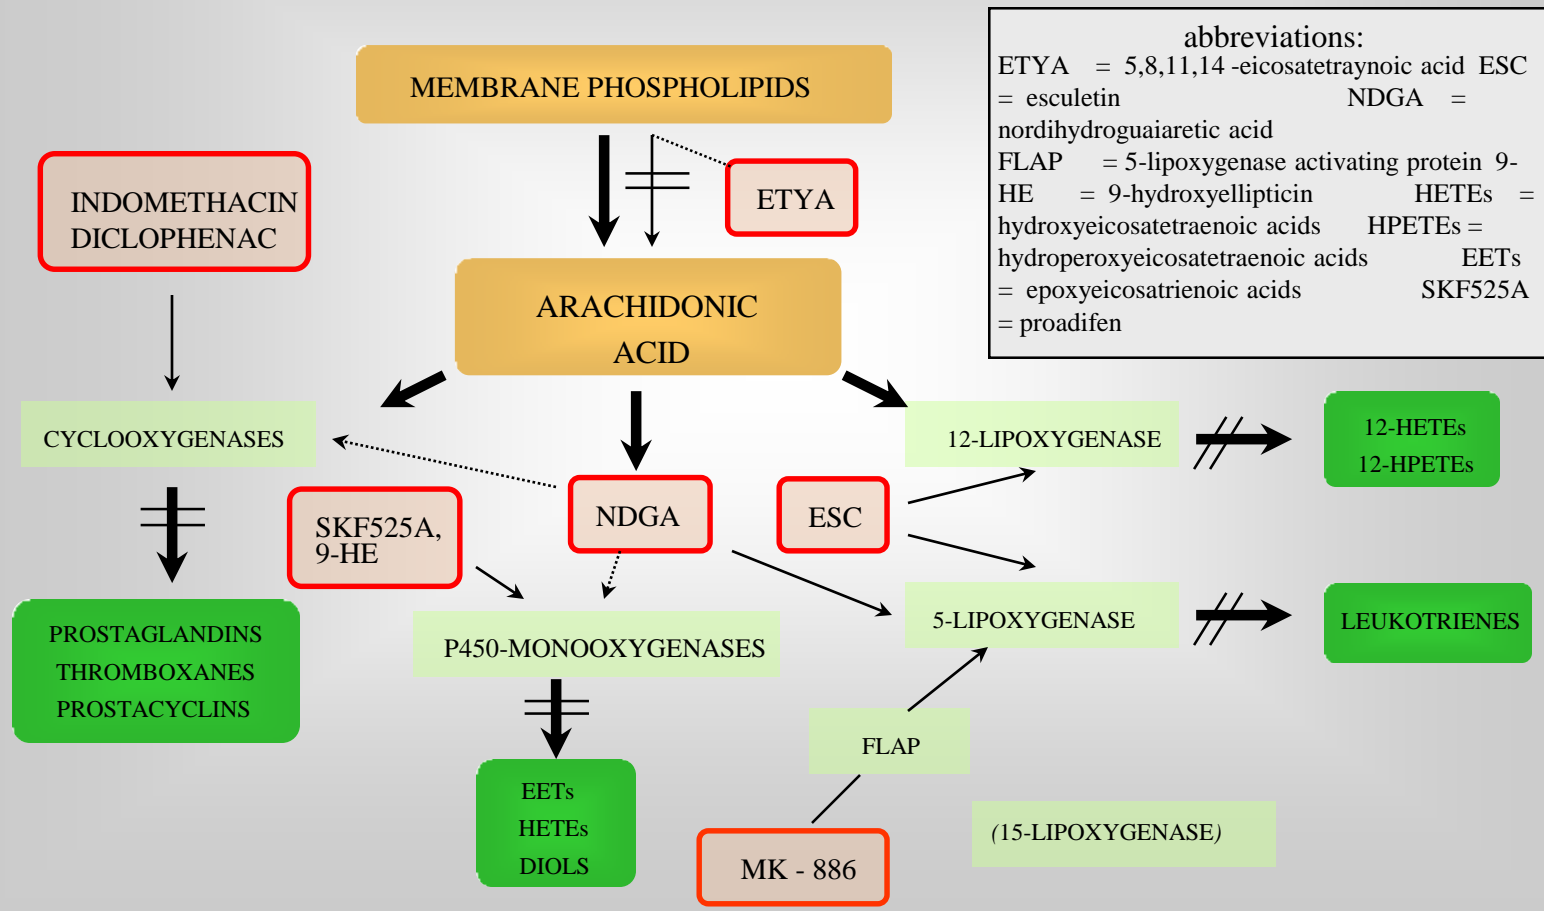 abbreviations:
ETYA = 5,8,11,14 -eicosatetraynoic acid ESC
= esculetin NDGA =
nordihydroguaiaretic acid
FLAP = 5-lipoxygenase activating protein 9-
HE = 9-hydroxyellipticin HETEs =
hydroxyeicosatetraenoic acids HPETEs =
hydroperoxyeicosatetraenoic acids EETs
= epoxyeicosatrienoic acids SKF525A
= proadifen
MEMBRANE PHOSPHOLIPIDS
INDOMETHACIN
DICLOPHENAC
ETYA
ARACHIDONIC
ACID
CYCLOOXYGENASES
12-LIPOXYGENASE
12-HETEs
12-HPETEs
SKF525A,
9-HE
NDGA
ESC
PROSTAGLANDINS
THROMBOXANES
PROSTACYCLINS
P450-MONOOXYGENASES
5-LIPOXYGENASE
LEUKOTRIENES
FLAP
EETs
HETEs
DIOLS
(15-LIPOXYGENASE)
MK - 886